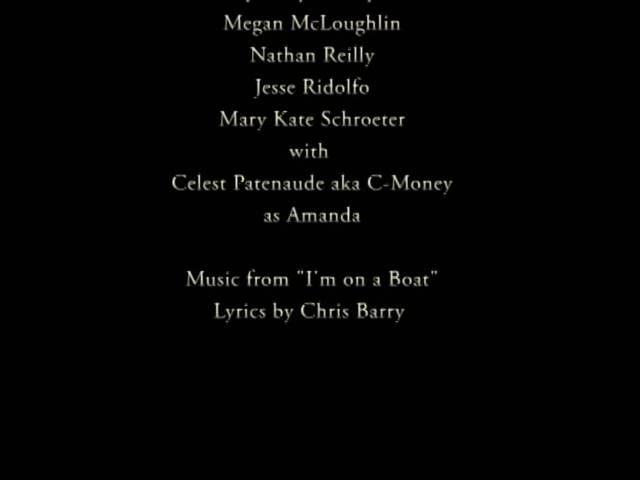 Megan McLoughlin
Nathan Reilly
Jesse Ridolfo
Mary Kate Schroeter
with
Celest Patenaude aka C-Money
as Amanda
Music from "I'm on a Boat"
Lyrics by Chris Barry